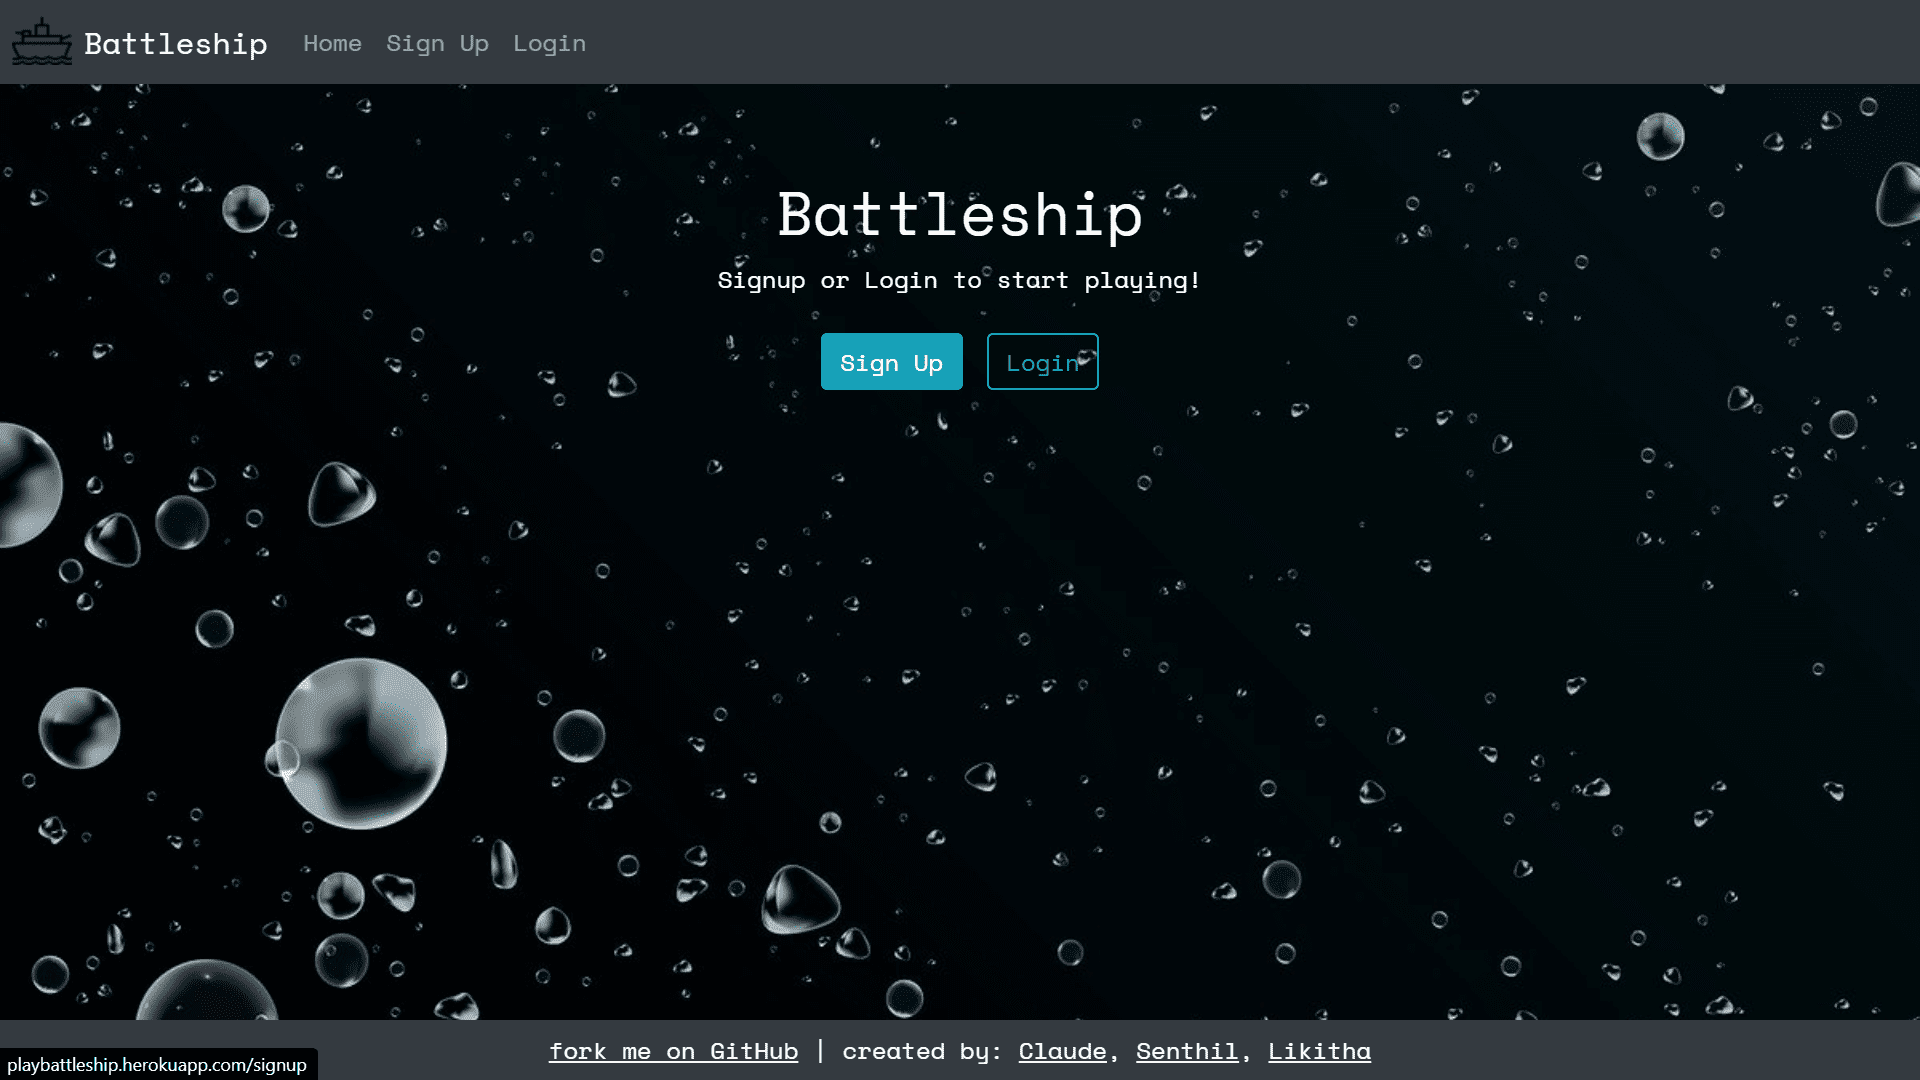 Battleship Home Sign Up Login
Battleship
Signup or Login to start playing!
Sign Up Login
fork me on GitHub | created by: Claude, Senthil, Likitha
playbattleship.herokuapp.com/signup